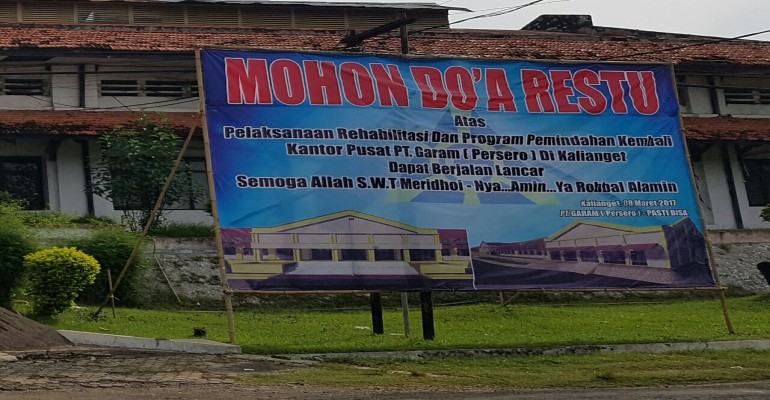 MOHON DO'A RESTU
Atas
Pelaksanaan Rehabilitasi Dan Program Pemindahan Kembali
Kantor Pusat PT. Garam ( Persero ) Di Kalianget
Dapat Berjalan Lancar
Semoga Allah S.W.T Meridhoi - Nya...Amin...Ya Robbal Alamin
Kalianget, 09 Maret 2017
PT. GARAM ( Persero ) - PASTI BISA